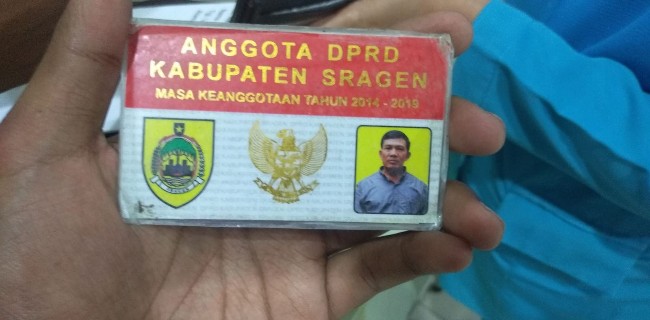 ANGGOTA DPRD
KABUPATEN SRAGEN
MASA KEANGGOTAAN TAHUN 2014 - 2019